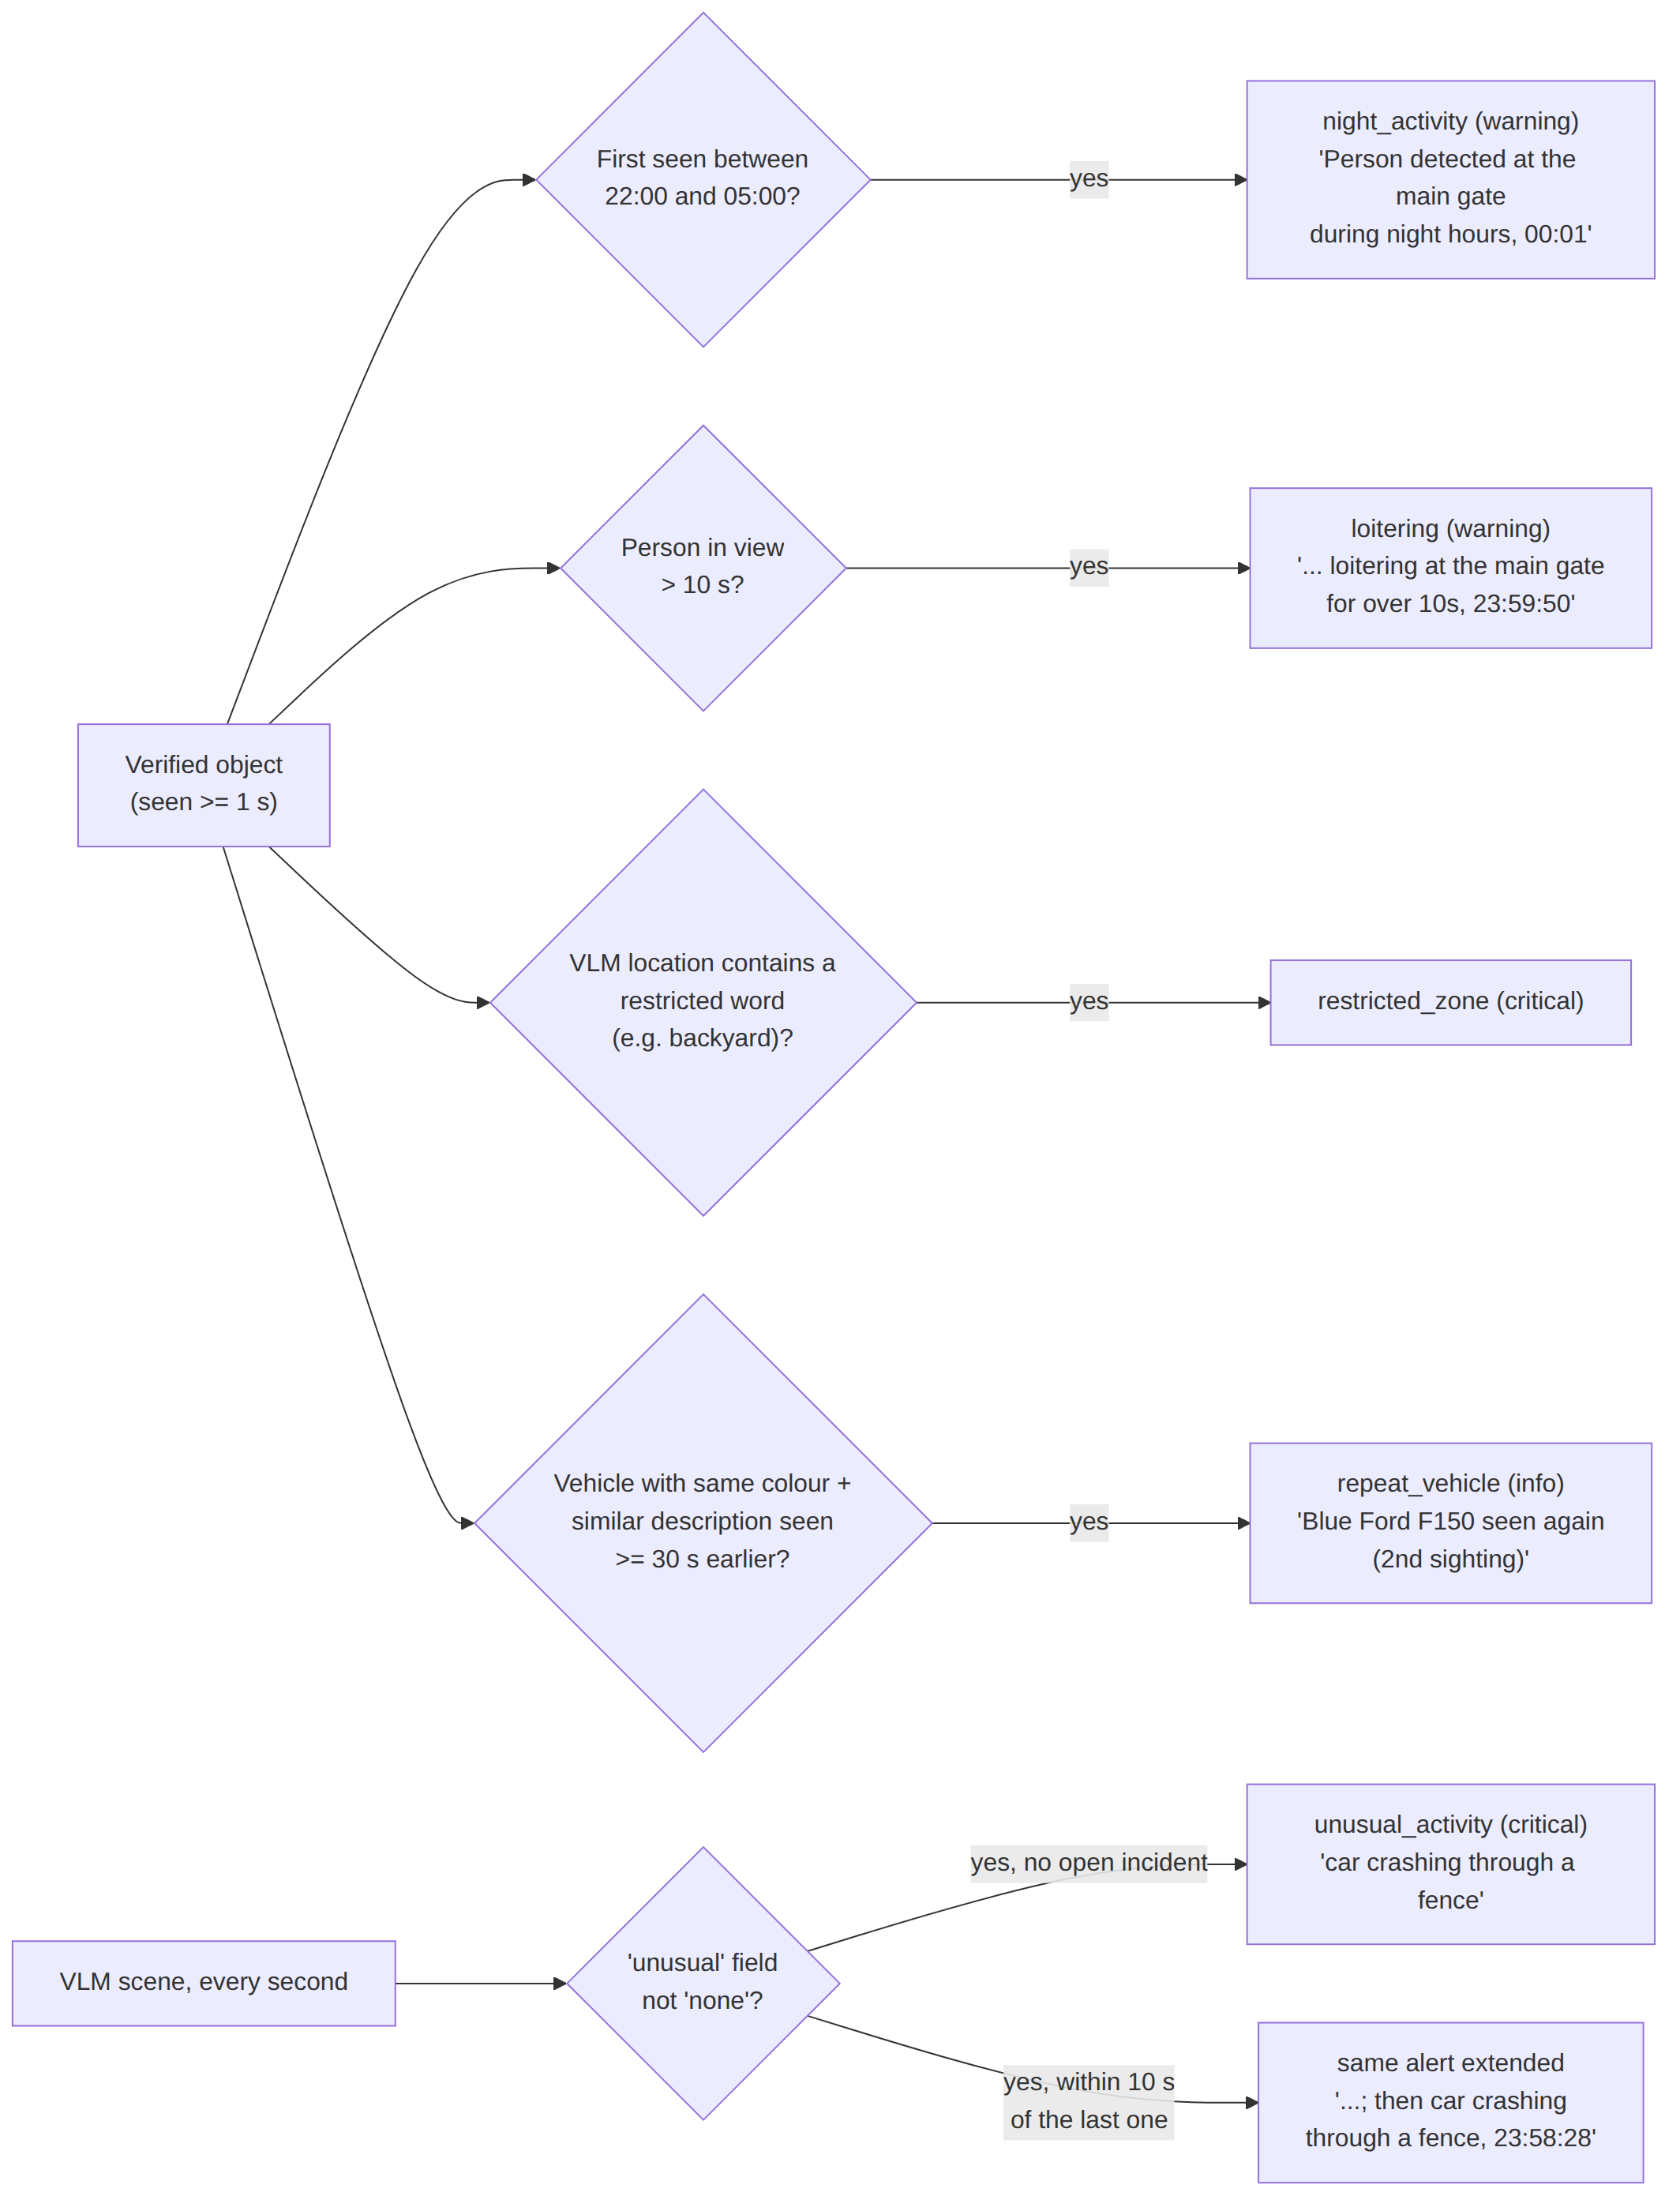 First seen between
22:00 and 05:00?
yes
night_activity (warning)
'Person detected at the
main gate
during night hours, 00:01'
Person in view
> 10 s?
yes
loitering (warning)
'... loitering at the main gate
for over 10s, 23:59:50'
Verified object
(seen >= 1 s)
VLM location contains a
restricted word
(e.g. backyard)?
yes
restricted_zone (critical)
Vehicle with same colour +
similar description seen
>= 30 s earlier?
yes
repeat_vehicle (info)
'Blue Ford F150 seen again
(2nd sighting)'
VLM scene, every second
'unusual' field
not 'none'?
yes, no open incident
unusual_activity (critical)
'car crashing through a
fence'
yes, within 10 s
of the last one
same alert extended
'...; then car crashing
through a fence, 23:58:28'